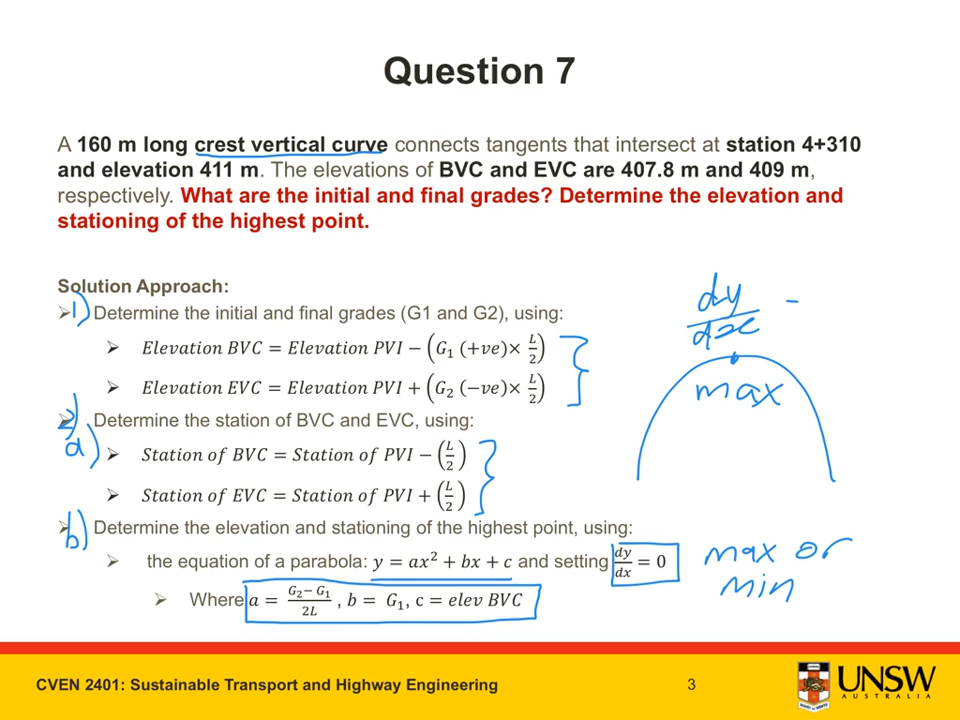 Question 7
A 160 m long crest vertical curve connects tangents that intersect at station 4+310
and elevation 411 m. The elevations of BVC and EVC are 407.8 m and 409 m,
respectively. What are the initial and final grades? Determine the elevation and
stationing of the highest point.
Solution Approach:
1) Determine the initial and final grades (G1 and G2), using:
Elevation BVC = Elevation PVI − (G₁ (+ve)× L/2)
Elevation EVC = Elevation PVI + (G₂ (−ve)× L/2)
2) Determine the station of BVC and EVC, using:
a) Station of BVC = Station of PVI − (L/2)
Station of EVC = Station of PVI + (L/2)
b) Determine the elevation and stationing of the highest point, using:
the equation of a parabola: y = ax² + bx + c and setting dy/dx = 0
Where a = G₂− G₁/2L , b = G₁, c = elev BVC
dy/dx -
max
max or
min
CVEN 2401: Sustainable Transport and Highway Engineering
3
UNSW
AUSTRALIA